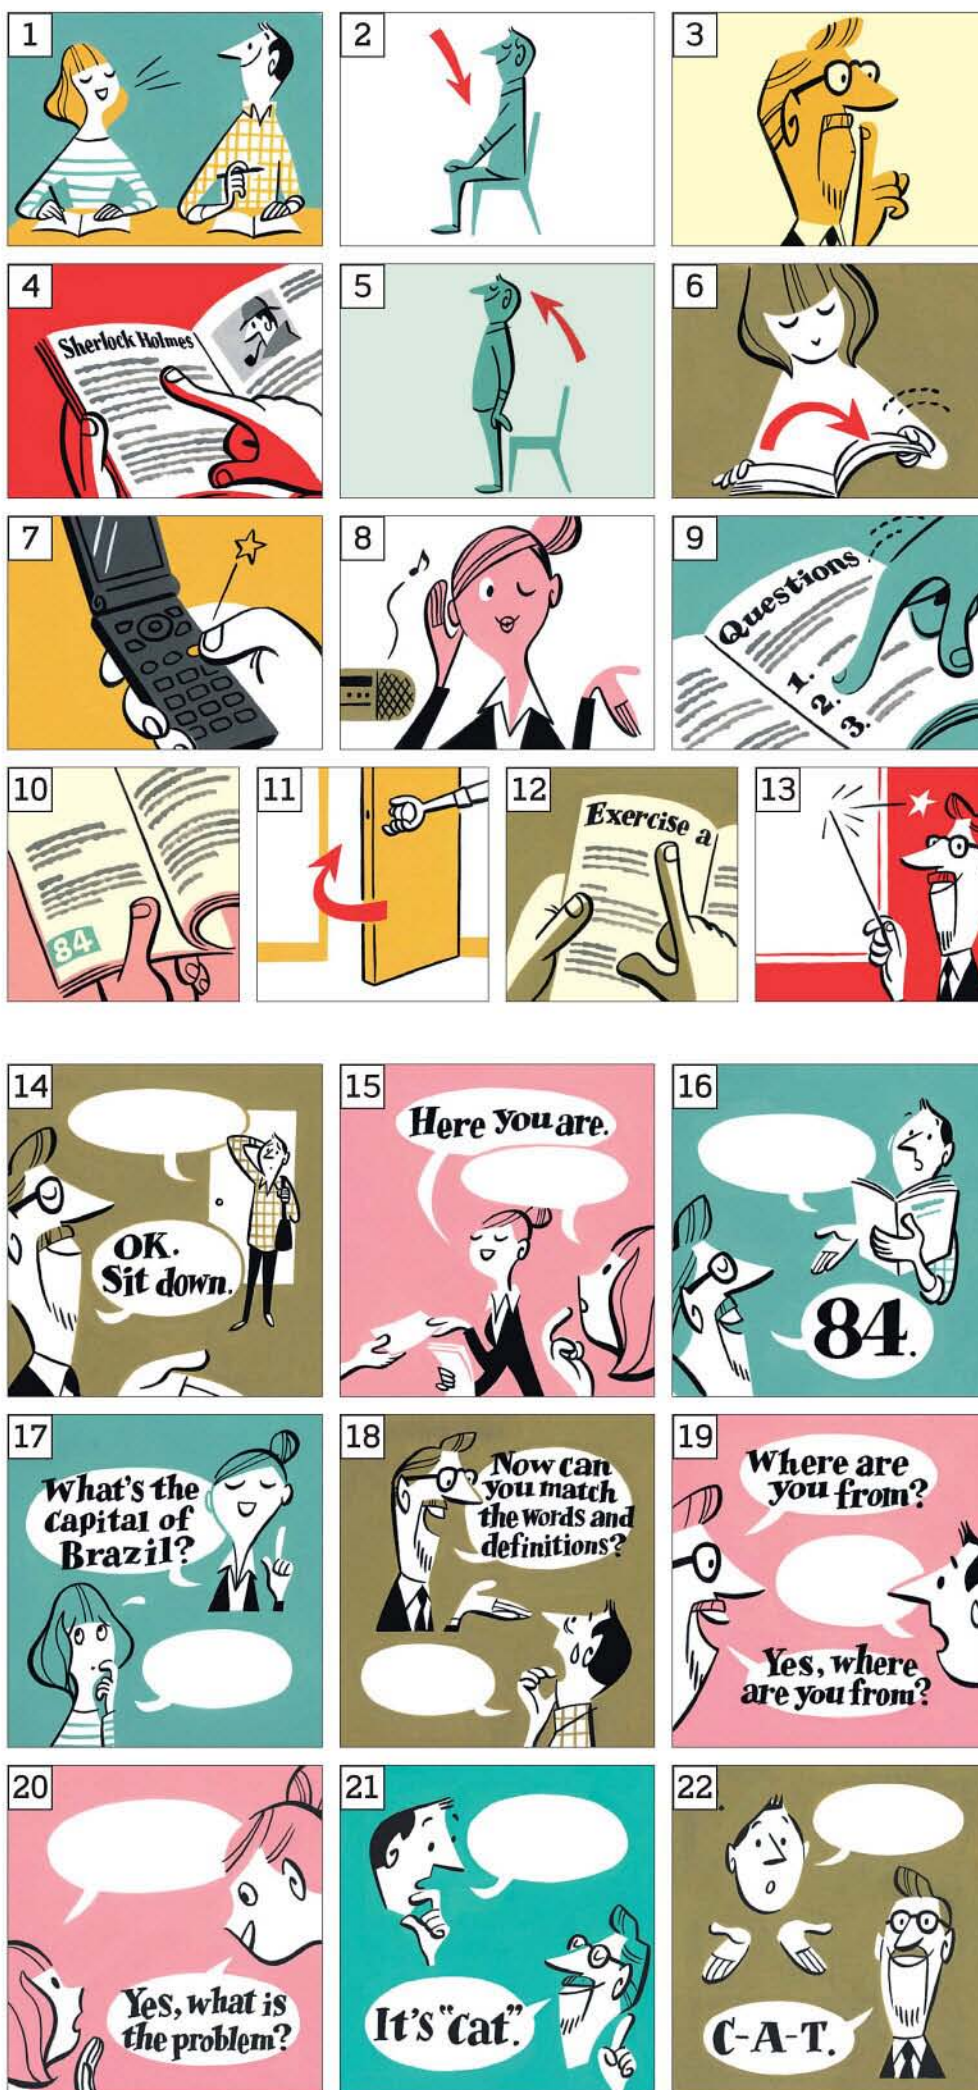 1
2
3
4
Sherlock Holmes
5
6
7
8
9
Questions
1.
2.
3.
10
84
11
12
Exercise a
13
14
OK.
Sit down.
15
Here you are.
16
84.
17
What's the
capital of
Brazil?
18
Now can
you match
the words and
definitions?
19
Where are
you from?
Yes, where
are you from?
20
Yes, what is
the problem?
21
It's "cat".
22
C-A-T.